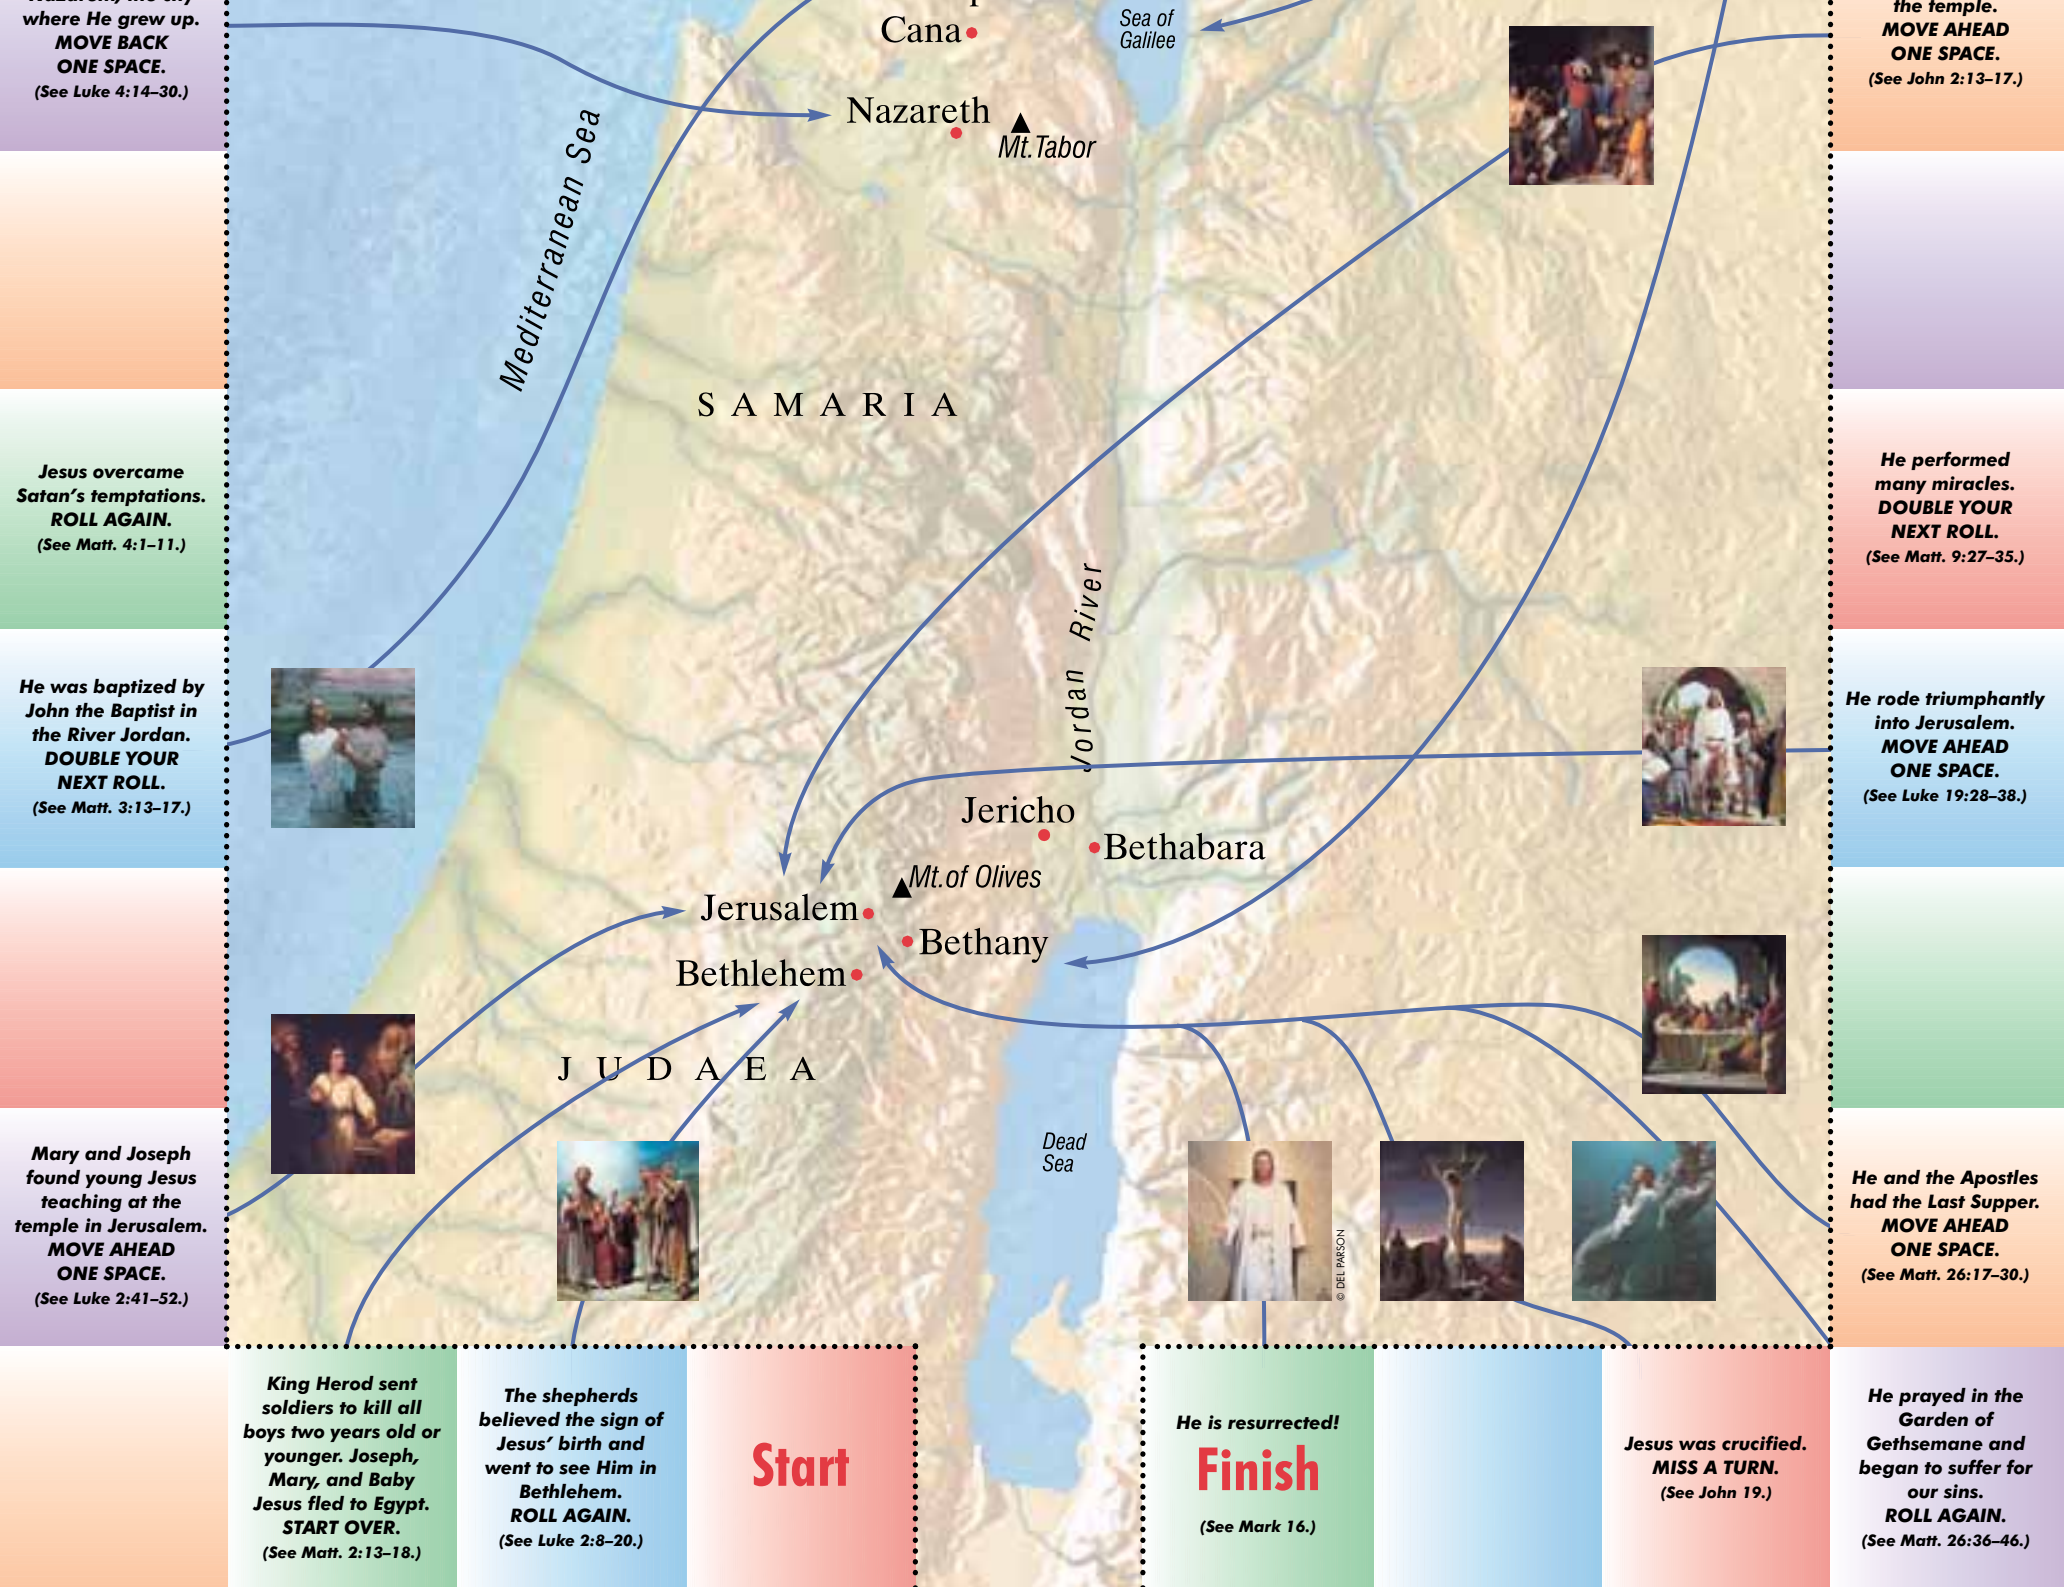 where He grew up.
MOVE BACK
ONE SPACE.
(See Luke 4:14–30.)
Jesus overcame
Satan’s temptations.
ROLL AGAIN.
(See Matt. 4:1–11.)
He was baptized by
John the Baptist in
the River Jordan.
DOUBLE YOUR
NEXT ROLL.
(See Matt. 3:13–17.)
Mary and Joseph
found young Jesus
teaching at the
temple in Jerusalem.
MOVE AHEAD
ONE SPACE.
(See Luke 2:41–52.)
King Herod sent
soldiers to kill all
boys two years old or
younger. Joseph,
Mary, and Baby
Jesus fled to Egypt.
START OVER.
(See Matt. 2:13–18.)
The shepherds
believed the sign of
Jesus’ birth and
went to see Him in
Bethlehem.
ROLL AGAIN.
(See Luke 2:8–20.)
Start
Cana
Sea of
Galilee
Nazareth
Mt.Tabor
Mediterranean Sea
SAMARIA
Jordan River
Jericho
Bethabara
Mt.of Olives
Jerusalem
Bethany
Bethlehem
JUDAEA
Dead
Sea
© DEL PARSON
the temple.
MOVE AHEAD
ONE SPACE.
(See John 2:13–17.)
He performed
many miracles.
DOUBLE YOUR
NEXT ROLL.
(See Matt. 9:27–35.)
He rode triumphantly
into Jerusalem.
MOVE AHEAD
ONE SPACE.
(See Luke 19:28–38.)
He and the Apostles
had the Last Supper.
MOVE AHEAD
ONE SPACE.
(See Matt. 26:17–30.)
He prayed in the
Garden of
Gethsemane and
began to suffer for
our sins.
ROLL AGAIN.
(See Matt. 26:36–46.)
Jesus was crucified.
MISS A TURN.
(See John 19.)
He is resurrected!
Finish
(See Mark 16.)